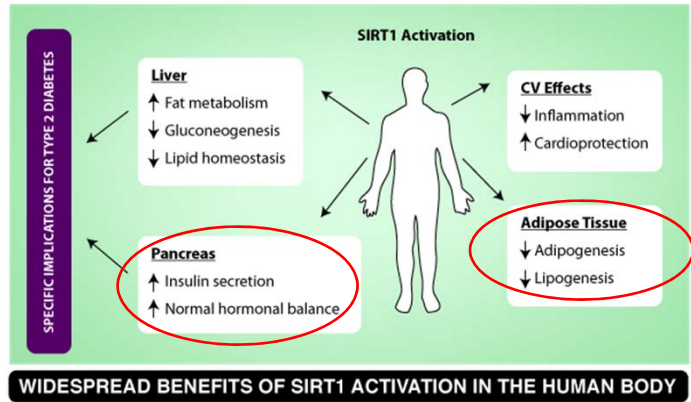 SIRT1 Activation
SPECIFIC IMPLICATIONS FOR TYPE 2 DIABETES
Liver
↑ Fat metabolism
↓ Gluconeogenesis
↓ Lipid homeostasis
CV Effects
↓ Inflammation
↑ Cardioprotection
Pancreas
↑ Insulin secretion
↑ Normal hormonal balance
Adipose Tissue
↓ Adipogenesis
↓ Lipogenesis
WIDESPREAD BENEFITS OF SIRT1 ACTIVATION IN THE HUMAN BODY